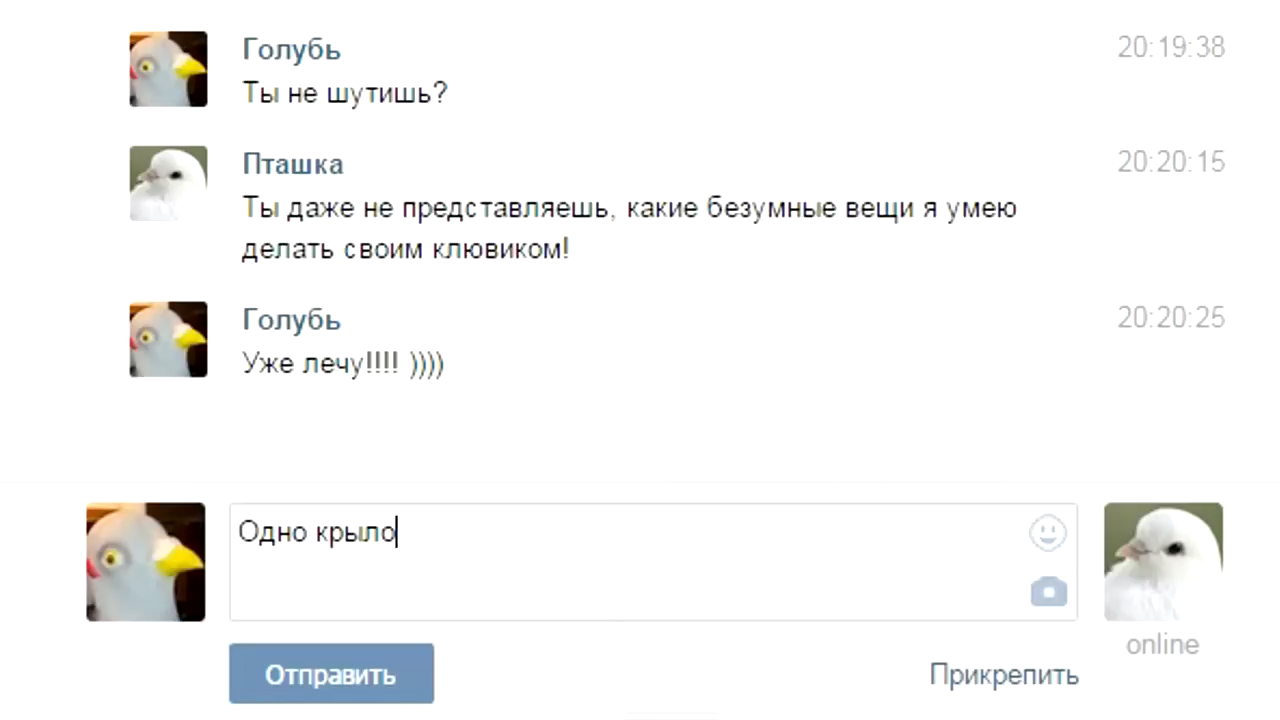 Голубь 20:19:38
Ты не шутишь?
Пташка 20:20:15
Ты даже не представляешь, какие безумные вещи я умею
делать своим клювиком!
Голубь 20:20:25
Уже лечу!!!! ))))
Одно крыло
online
Отправить Прикрепить